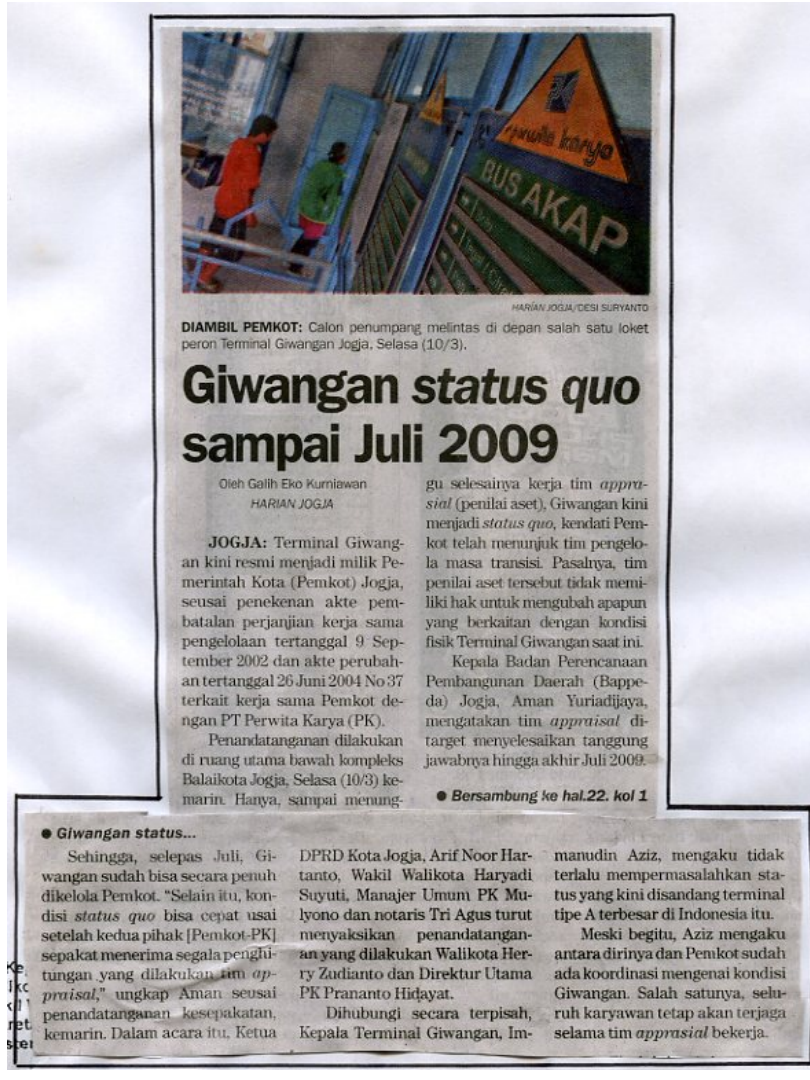 perwita karya
BUS AKAP
HARIAN JOGJA/DESI SURYANTO
DIAMBIL PEMKOT: Calon penumpang melintas di depan salah satu loket
peron Terminal Giwangan Jogja, Selasa (10/3).
Giwangan status quo
sampai Juli 2009
Oleh Galih Eko Kurniawan
HARIAN JOGJA
JOGJA: Terminal Giwang-
an kini resmi menjadi milik Pe-
merintah Kota (Pemkot) Jogja,
seusai penekenan akte pem-
batalan perjanjian kerja sama
pengelolaan tertanggal 9 Sep-
tember 2002 dan akte perubah-
an tertanggal 26 Juni 2004 No 37
terkait kerja sama Pemkot de-
ngan PT Perwita Karya (PK).
Penandatanganan dilakukan
di ruang utama bawah kompleks
Balaikota Jogja, Selasa (10/3) ke-
marin. Hanya, sampai menung-
gu selesainya kerja tim appra-
sial (penilai aset), Giwangan kini
menjadi status quo, kendati Pem-
kot telah menunjuk tim pengelo-
la masa transisi. Pasalnya, tim
penilai aset tersebut tidak memi-
liki hak untuk mengubah apapun
yang berkaitan dengan kondisi
fisik Terminal Giwangan saat ini.
Kepala Badan Perencanaan
Pembangunan Daerah (Bappe-
da) Jogja, Aman Yuriadijaya,
mengatakan tim appraisal di-
target menyelesaikan tanggung
jawabnya hingga akhir Juli 2009.
● Bersambung ke hal.22. kol 1
● Giwangan status...
Sehingga, selepas Juli, Gi-
wangan sudah bisa secara penuh
dikelola Pemkot. “Selain itu, kon-
disi status quo bisa cepat usai
setelah kedua pihak [Pemkot-PK]
sepakat menerima segala penghi-
tungan yang dilakukan tim ap-
praisal,” ungkap Aman seusai
penandatanganan kesepakatan,
kemarin. Dalam acara itu, Ketua
DPRD Kota Jogja, Arif Noor Har-
tanto, Wakil Walikota Haryadi
Suyuti, Manajer Umum PK Mu-
lyono dan notaris Tri Agus turut
menyaksikan penandatangan-
an yang dilakukan Walikota Her-
ry Zudianto dan Direktur Utama
PK Prananto Hidayat.
Dihubungi secara terpisah,
Kepala Terminal Giwangan, Im-
manudin Aziz, mengaku tidak
terlalu mempermasalahkan sta-
tus yang kini disandang terminal
tipe A terbesar di Indonesia itu.
Meski begitu, Aziz mengaku
antara dirinya dan Pemkot sudah
ada koordinasi mengenai kondisi
Giwangan. Salah satunya, selu-
ruh karyawan tetap akan terjaga
selama tim apprasial bekerja.